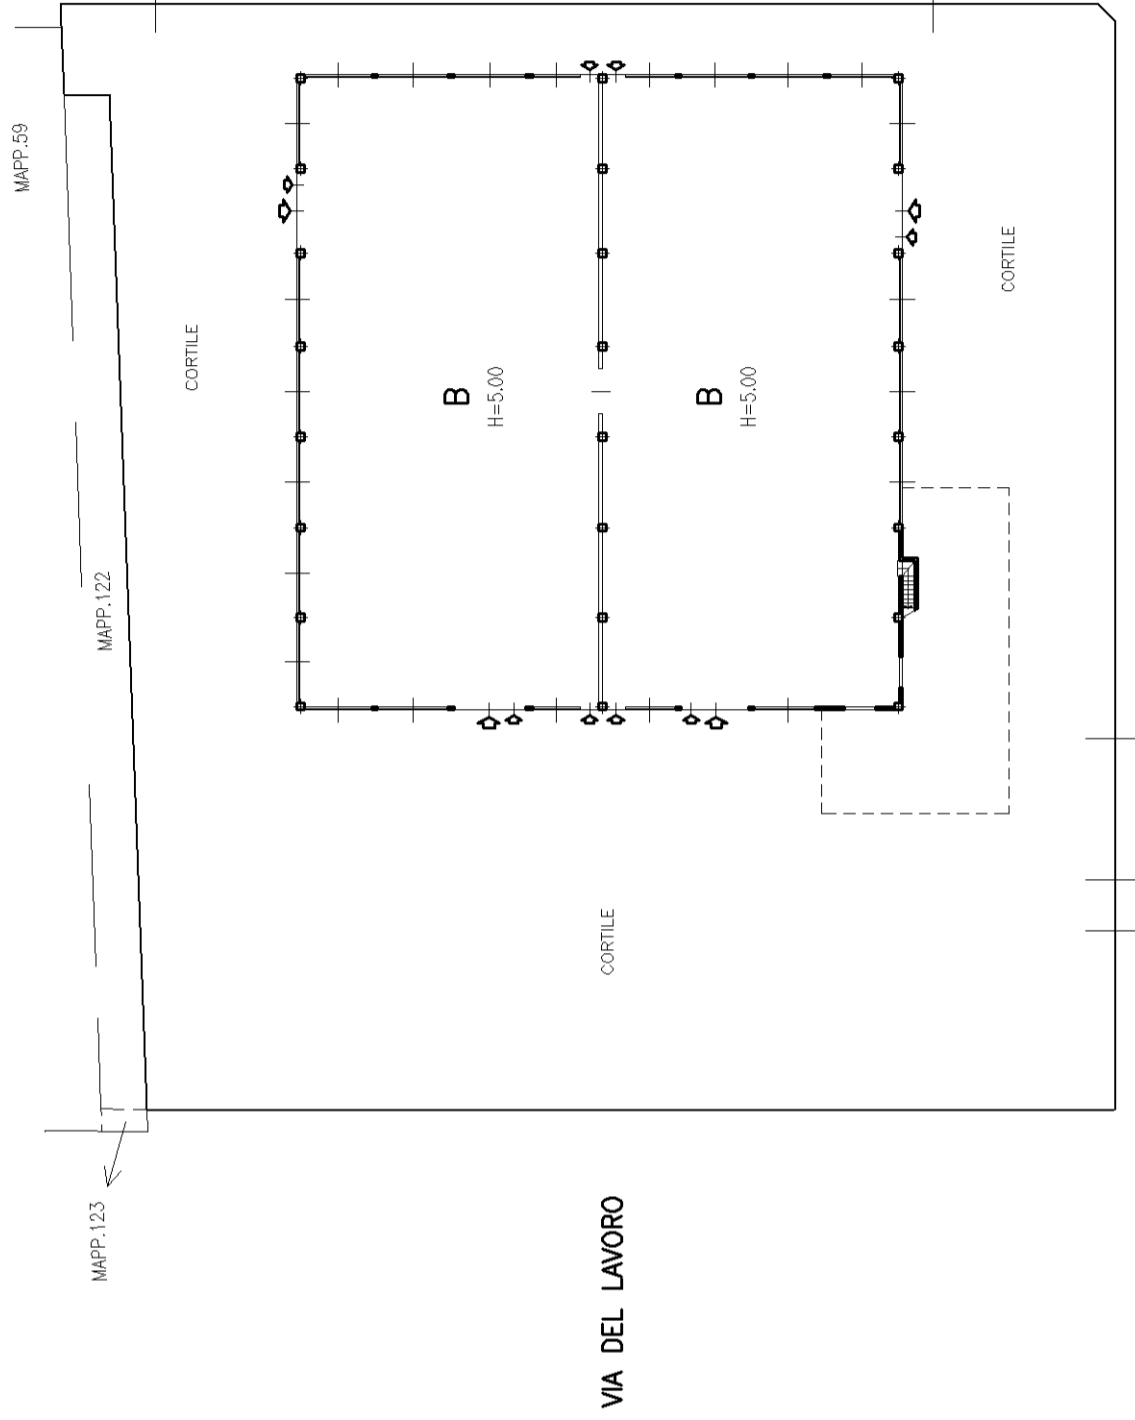 MAPP.59
CORTILE
CORTILE
B
H=5.00
B
H=5.00
MAPP.122
CORTILE
MAPP.123
VIA DEL LAVORO